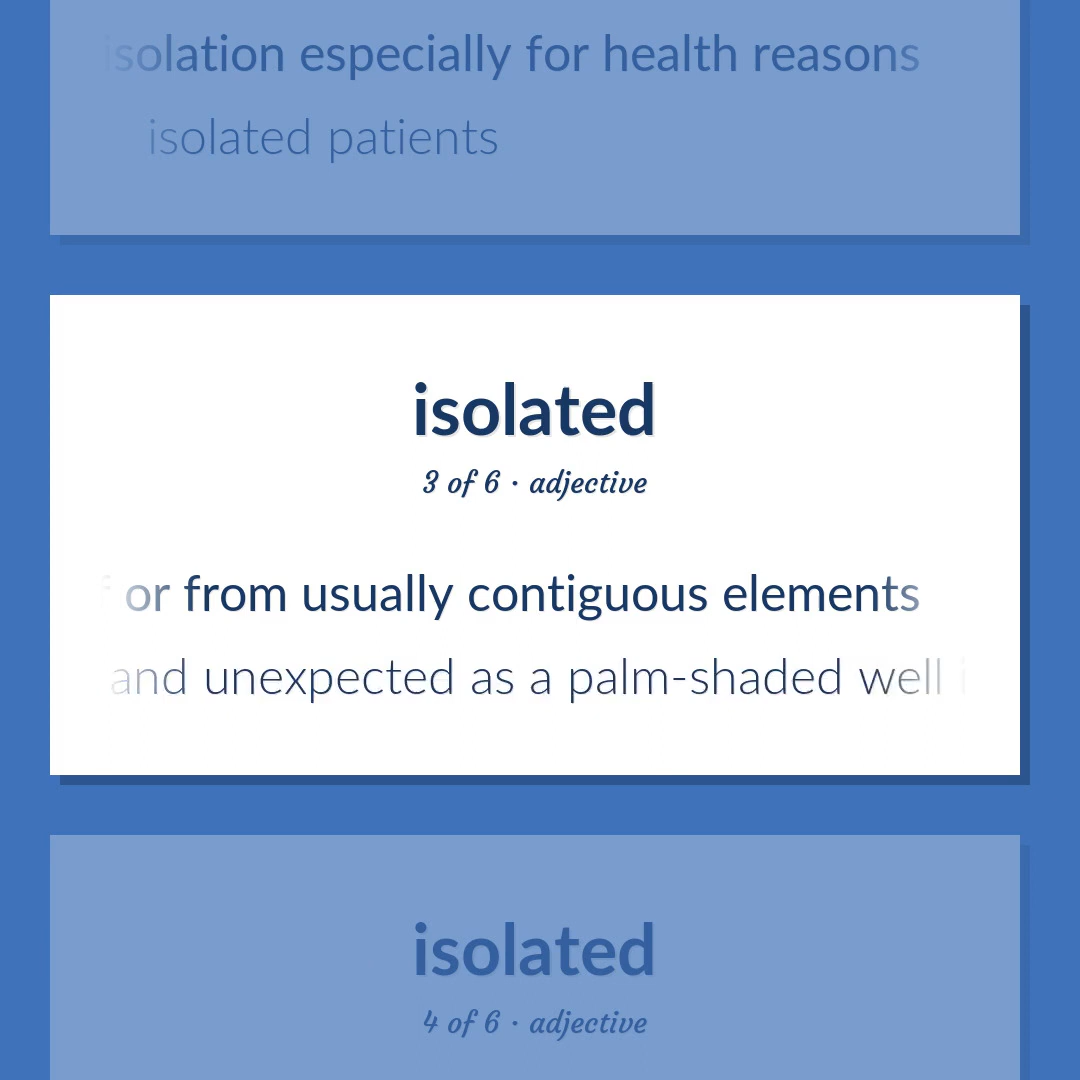 isolation especially for health reasons
isolated patients
isolated
3 of 6 · adjective
or from usually contiguous elements
and unexpected as a palm-shaded well
isolated
4 of 6 · adjective